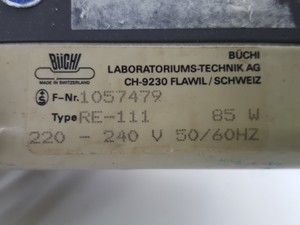 BÜCHI
MADE IN SWITZERLAND
BÜCHI
LABORATORIUMS-TECHNIK AG
CH-9230 FLAWIL/SCHWEIZ
F-Nr. 1057479
Type RE-111 85 W
220 - 240 V 50/60HZ